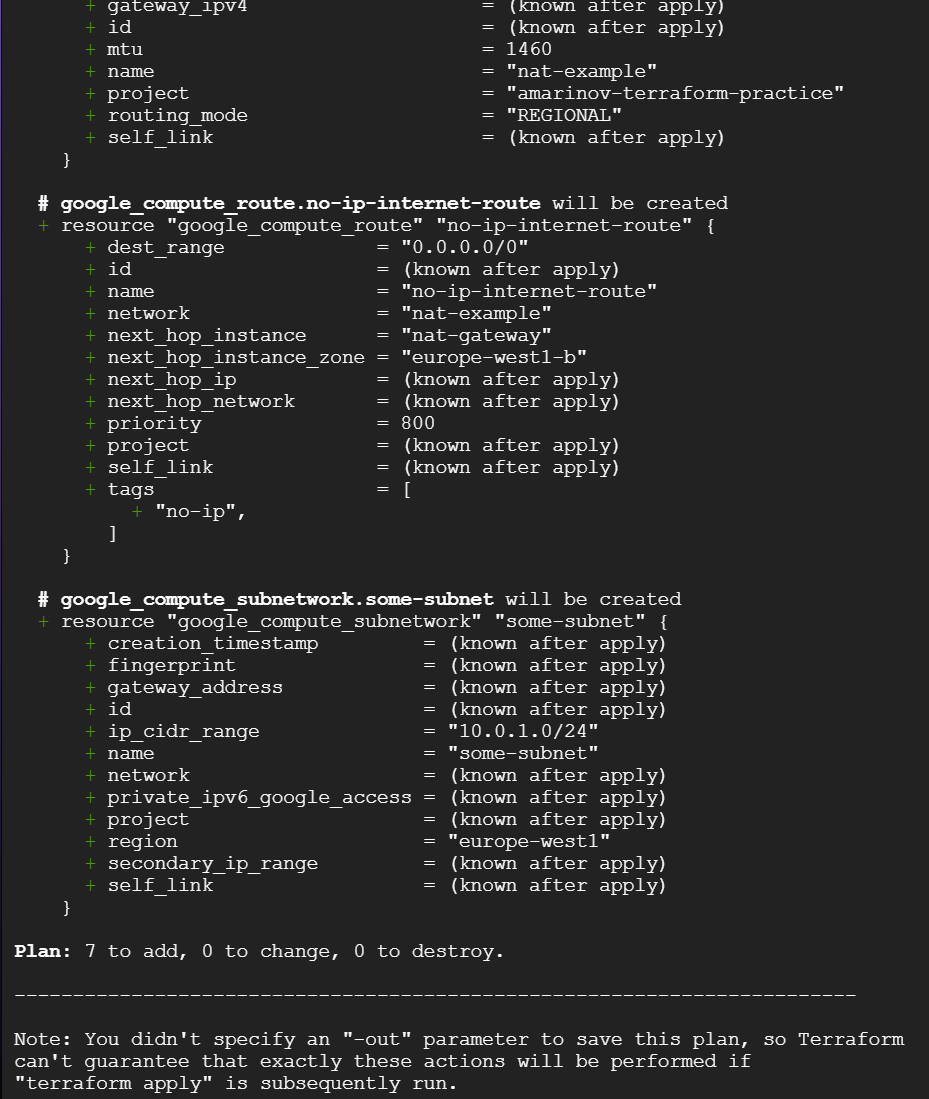 + gateway_ipv4 = (known after apply)
+ id = (known after apply)
+ mtu = 1460
+ name = "nat-example"
+ project = "amarinov-terraform-practice"
+ routing_mode = "REGIONAL"
+ self_link = (known after apply)
}
# google_compute_route.no-ip-internet-route will be created
+ resource "google_compute_route" "no-ip-internet-route" {
+ dest_range = "0.0.0.0/0"
+ id = (known after apply)
+ name = "no-ip-internet-route"
+ network = "nat-example"
+ next_hop_instance = "nat-gateway"
+ next_hop_instance_zone = "europe-west1-b"
+ next_hop_ip = (known after apply)
+ next_hop_network = (known after apply)
+ priority = 800
+ project = (known after apply)
+ self_link = (known after apply)
+ tags = [
+ "no-ip",
]
}
# google_compute_subnetwork.some-subnet will be created
+ resource "google_compute_subnetwork" "some-subnet" {
+ creation_timestamp = (known after apply)
+ fingerprint = (known after apply)
+ gateway_address = (known after apply)
+ id = (known after apply)
+ ip_cidr_range = "10.0.1.0/24"
+ name = "some-subnet"
+ network = (known after apply)
+ private_ipv6_google_access = (known after apply)
+ project = (known after apply)
+ region = "europe-west1"
+ secondary_ip_range = (known after apply)
+ self_link = (known after apply)
}
Plan: 7 to add, 0 to change, 0 to destroy.
------------------------------------------------------------------------
Note: You didn't specify an "-out" parameter to save this plan, so Terraform
can't guarantee that exactly these actions will be performed if
"terraform apply" is subsequently run.